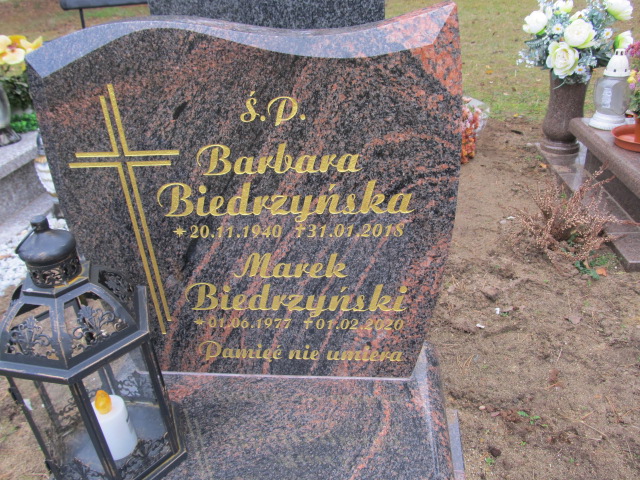 Ś.P.
Barbara
Biedrzyńska
*20.11.1940 †31.01.2018
Marek
Biedrzyński
*01.06.1977 †01.02.2020
Pamięć nie umiera